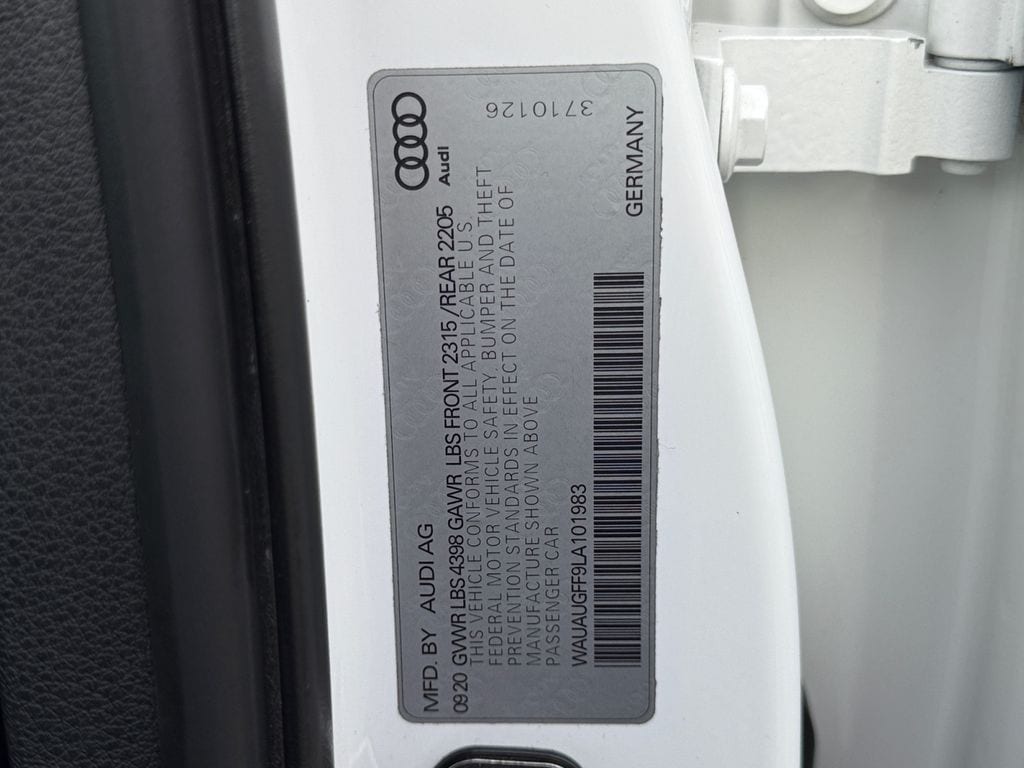 MFD. BY AUDI AG
Audi
0920 GVWR LBS 4398 GAWR LBS FRONT 2315/REAR 2205
THIS VEHICLE CONFORMS TO ALL APPLICABLE U.S.
FEDERAL MOTOR VEHICLE SAFETY, BUMPER AND THEFT
PREVENTION STANDARDS IN EFFECT ON THE DATE OF
MANUFACTURE SHOWN ABOVE
PASSENGER CAR
3710126
WAUAUGFF9LA101983
GERMANY